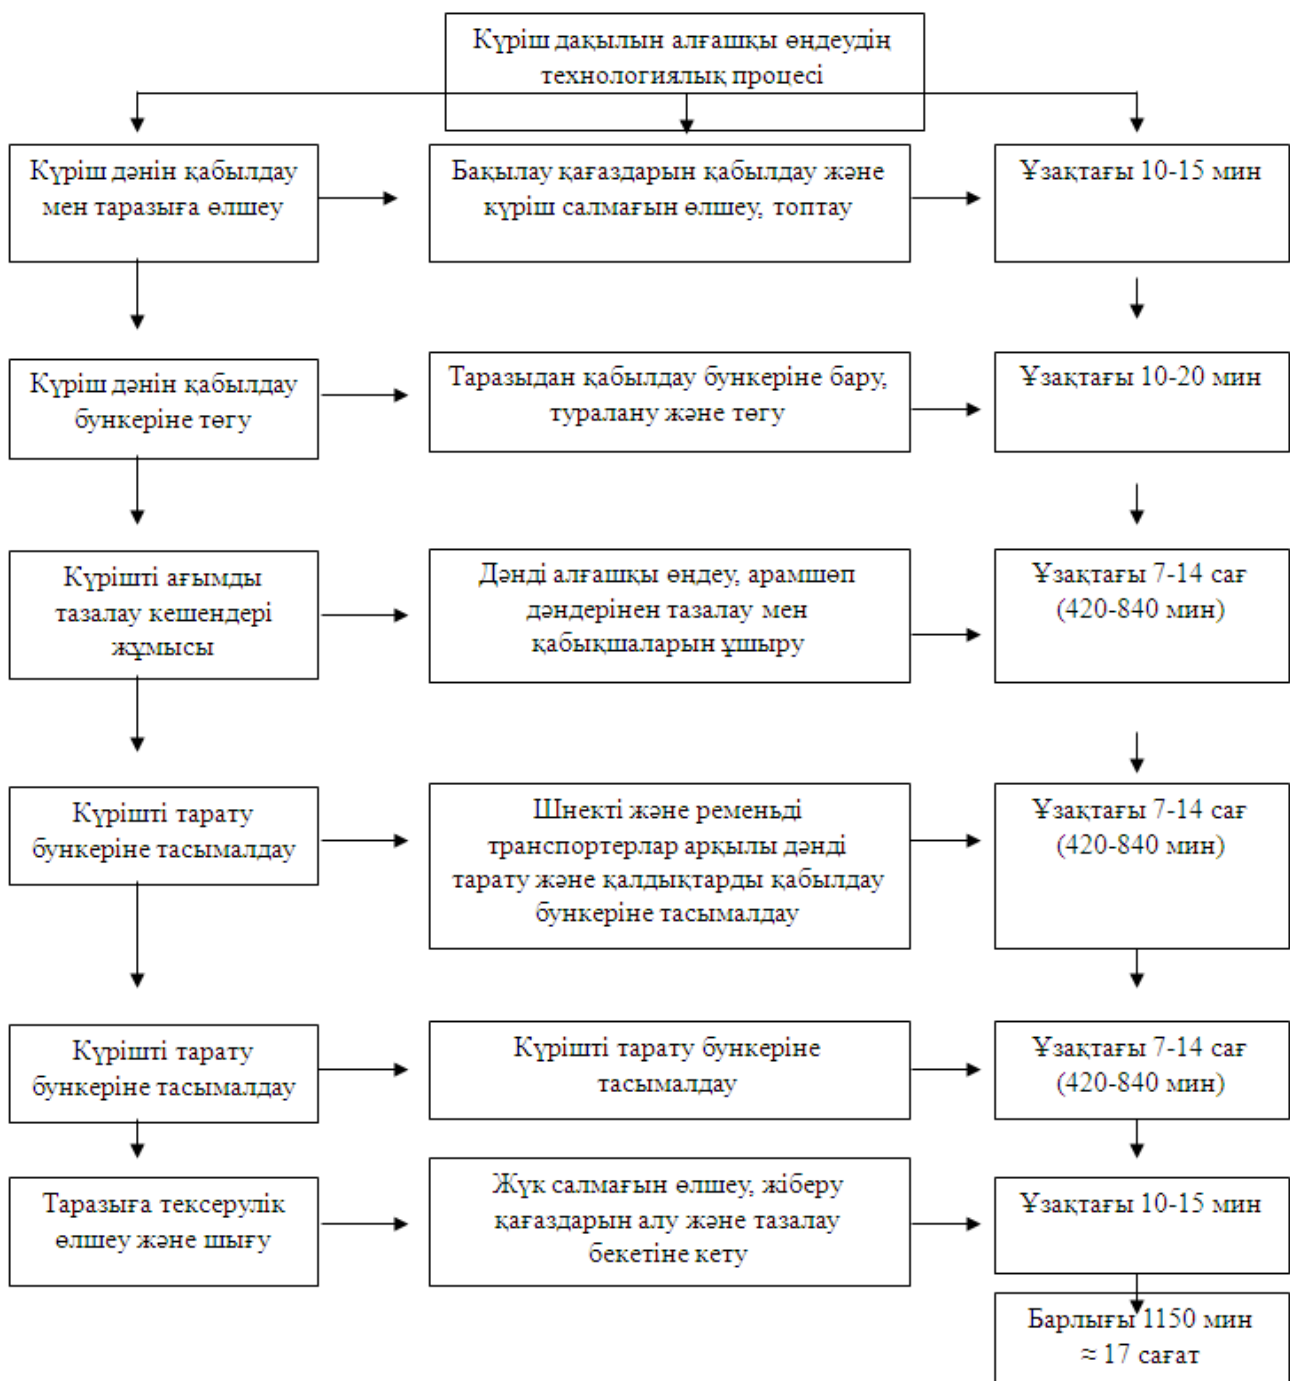 Күріш дақылын алғашқы өңдеудің
технологиялық процесі
Күріш дәнін қабылдау
мен таразыға өлшеу
Бақылау қағаздарын қабылдау және
күріш салмағын өлшеу, топтау
Ұзақтағы 10-15 мин
Күріш дәнін қабылдау
бункеріне төгу
Таразыдан қабылдау бункеріне бару,
туралану және төгу
Ұзақтағы 10-20 мин
Күрішті ағымды
тазалау кешендері
жұмысы
Дәнді алғашқы өңдеу, арамшөп
дәндерінен тазалау мен
қабықшаларын ұшыру
Ұзақтағы 7-14 сағ
(420-840 мин)
Күрішті тарату
бункеріне тасымалдау
Шнекті және ременьді
транспортерлар арқылы дәнді
тарату және қалдықтарды қабылдау
бункеріне тасымалдау
Ұзақтағы 7-14 сағ
(420-840 мин)
Күрішті тарату
бункеріне тасымалдау
Күрішті тарату бункеріне
тасымалдау
Ұзақтағы 7-14 сағ
(420-840 мин)
Таразыға тексерулік
өлшеу және шығу
Жүк салмағын өлшеу, жіберу
қағаздарын алу және тазалау
бекетіне кету
Ұзақтағы 10-15 мин
Барлығы 1150 мин
≈ 17 сағат